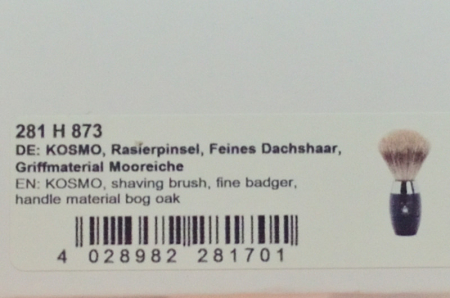 281 H 873
DE: KOSMO, Rasierpinsel, Feines Dachshaar,
Griffmaterial Mooreiche
EN: KOSMO, shaving brush, fine badger,
handle material bog oak
4 028982 281701